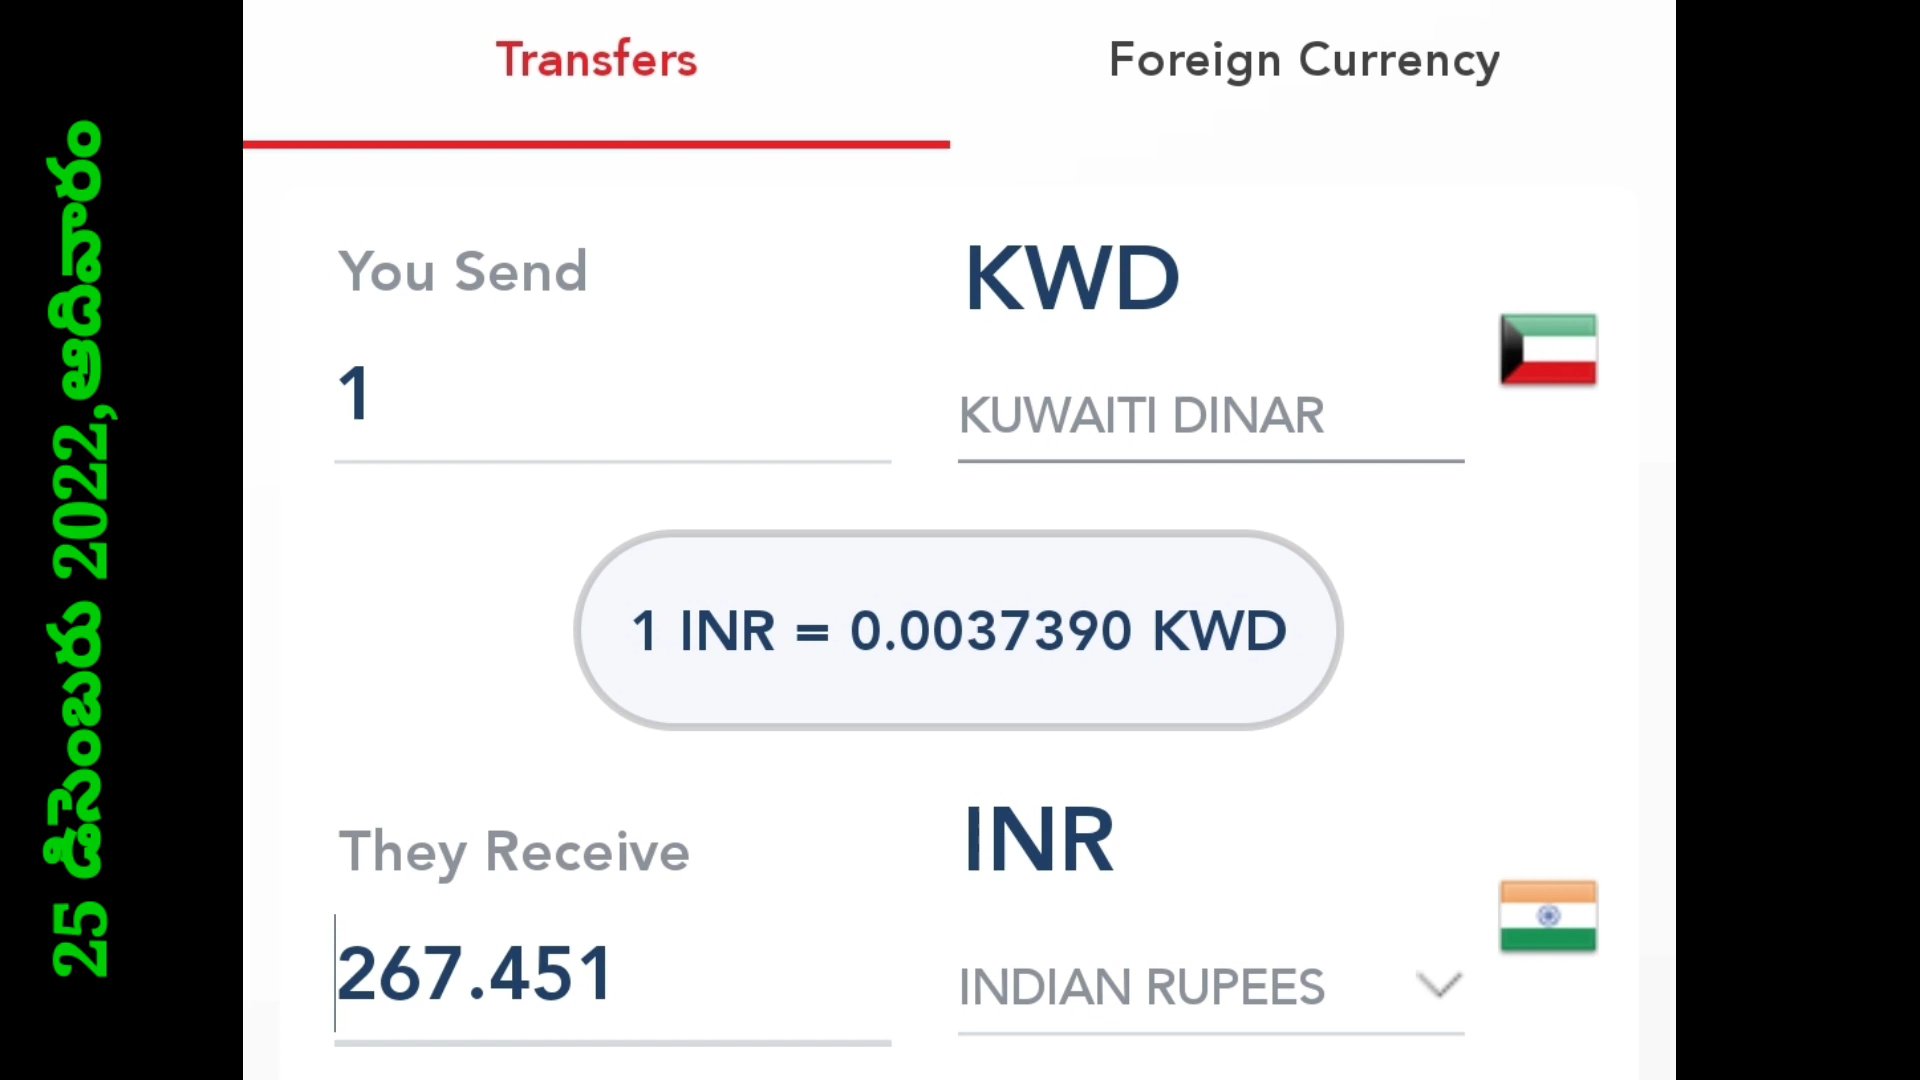 25 డిసెంబరు 2022,ఆదివారం
Transfers
Foreign Currency
You Send
KWD
1
KUWAITI DINAR
1 INR = 0.0037390 KWD
They Receive
INR
267.451
INDIAN RUPEES